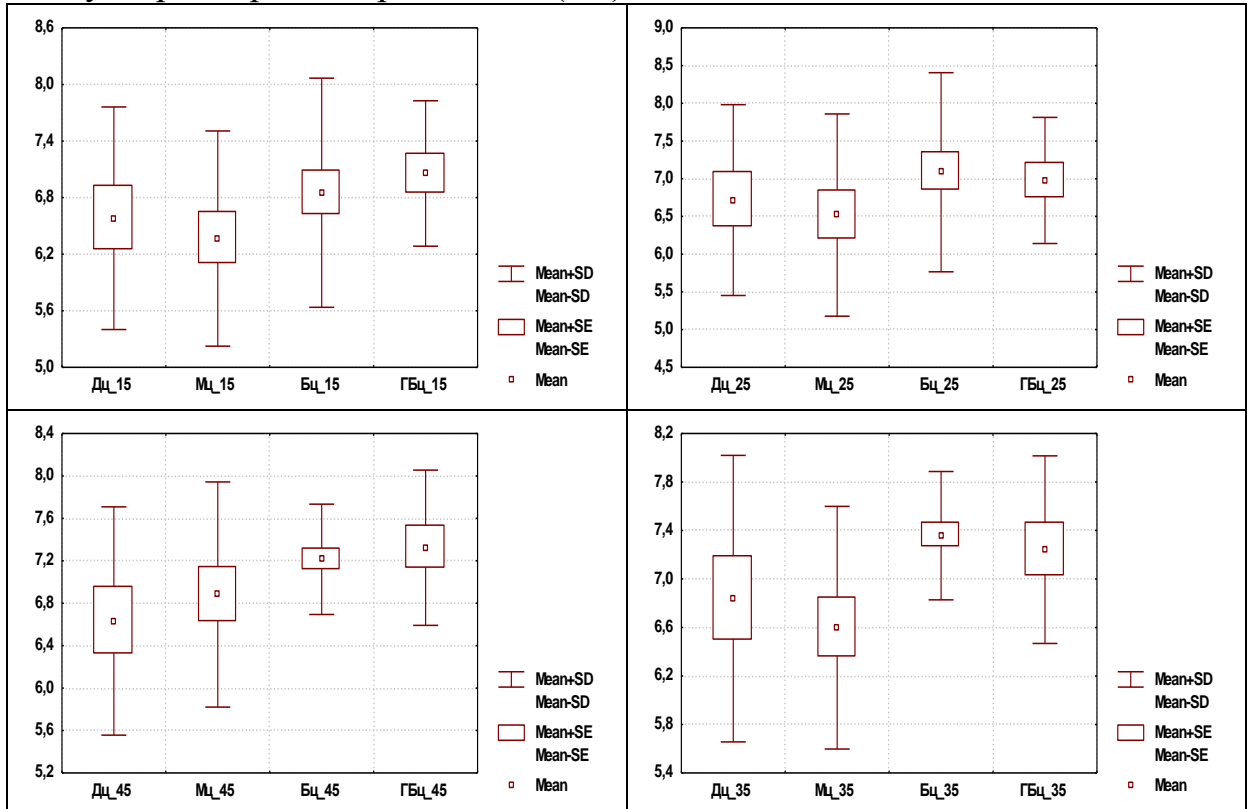 8,6
8,0
7,4
6,8
6,2
5,6
5,0
Дц_15 Мц_15 Бц_15 ГБц_15
Mean+SD
Mean-SD
Mean+SE
Mean-SE
Mean
9,0
8,5
8,0
7,5
7,0
6,5
6,0
5,5
5,0
4,5
Дц_25 Мц_25 Бц_25 ГБц_25
Mean+SD
Mean-SD
Mean+SE
Mean-SE
Mean
8,4
8,0
7,6
7,2
6,8
6,4
6,0
5,6
5,2
Дц_45 Мц_45 Бц_45 ГБц_45
Mean+SD
Mean-SD
Mean+SE
Mean-SE
Mean
8,2
7,8
7,4
7,0
6,6
6,2
5,8
5,4
Дц_35 Мц_35 Бц_35 ГБц_35
Mean+SD
Mean-SD
Mean+SE
Mean-SE
Mean